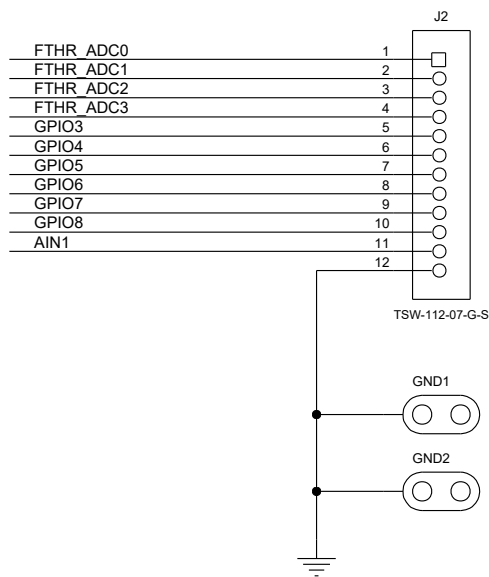 J2
FTHR_ADC0 1
FTHR_ADC1 2
FTHR_ADC2 3
FTHR_ADC3 4
GPIO3 5
GPIO4 6
GPIO5 7
GPIO6 8
GPIO7 9
GPIO8 10
AIN1 11
12
TSW-112-07-G-S
GND1
GND2